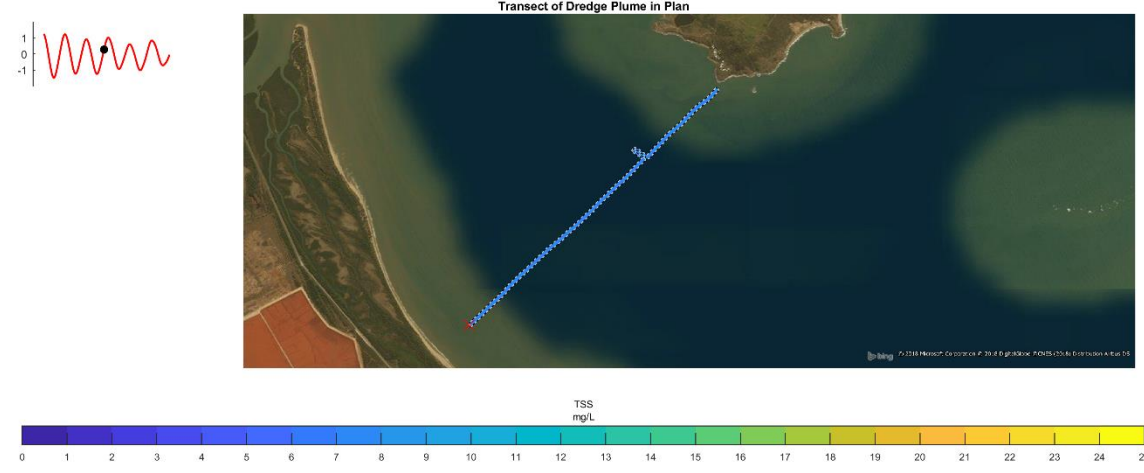 Transect of Dredge Plume in Plan
1
0
-1
bing
TSS
mg/L
0 1 2 3 4 5 6 7 8 9 10 11 12 13 14 15 16 17 18 19 20 21 22 23 24